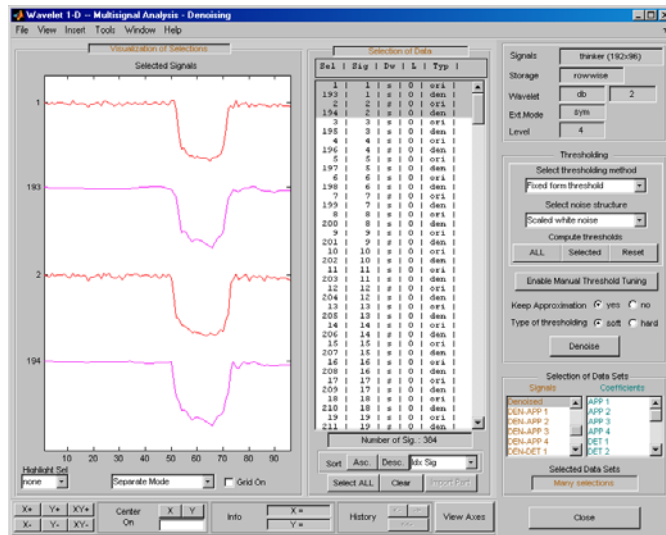 Wavelet 1-D -- Multisignal Analysis - Denoising
File View Insert Tools Window Help
Visualization of Selections
Selected Signals
1
193
2
194
10 20 30 40 50 60 70 80 90
Highlight Sel
none
Separate Mode
Grid On
Selection of Data
Sel | Sig | Dw | L | Typ |
1 | 1 | s | 0 | ori |
193 | 1 | s | 0 | den |
2 | 2 | s | 0 | ori |
194 | 2 | s | 0 | den |
3 | 3 | s | 0 | ori |
195 | 3 | s | 0 | den |
4 | 4 | s | 0 | ori |
196 | 4 | s | 0 | den |
5 | 5 | s | 0 | ori |
197 | 5 | s | 0 | den |
6 | 6 | s | 0 | ori |
198 | 6 | s | 0 | den |
7 | 7 | s | 0 | ori |
199 | 7 | s | 0 | den |
8 | 8 | s | 0 | ori |
200 | 8 | s | 0 | den |
9 | 9 | s | 0 | ori |
201 | 9 | s | 0 | den |
10 | 10 | s | 0 | ori |
202 | 10 | s | 0 | den |
11 | 11 | s | 0 | ori |
203 | 11 | s | 0 | den |
12 | 12 | s | 0 | ori |
204 | 12 | s | 0 | den |
13 | 13 | s | 0 | ori |
205 | 13 | s | 0 | den |
14 | 14 | s | 0 | ori |
206 | 14 | s | 0 | den |
15 | 15 | s | 0 | ori |
207 | 15 | s | 0 | den |
16 | 16 | s | 0 | ori |
208 | 16 | s | 0 | den |
17 | 17 | s | 0 | ori |
209 | 17 | s | 0 | den |
18 | 18 | s | 0 | ori |
210 | 18 | s | 0 | den |
19 | 19 | s | 0 | ori |
211 | 19 | s | 0 | den |
Number of Sig. : 384
Sort Asc. Desc. Idx Sig
Select ALL Clear Import Part
Signals thinker (192x96)
Storage rowwise
Wavelet db 2
Ext.Mode sym
Level 4
Thresholding
Select thresholding method
Fixed form threshold
Select noise structure
Scaled white noise
Compute thresholds
ALL Selected Reset
Enable Manual Threshold Tuning
Keep Approximation yes no
Type of thresholding soft hard
Denoise
Selection of Data Sets
Signals Coefficients
Denoised APP 1
DEN-APP 1 APP 2
DEN-APP 2 APP 3
DEN-APP 3 APP 4
DEN-APP 4 DET 1
DEN-DET 1 DET 2
Selected Data Sets
Many selections
X+ Y+ XY+
X- Y- XY-
Center On
X Y
Info
X =
Y =
History
View Axes
Close